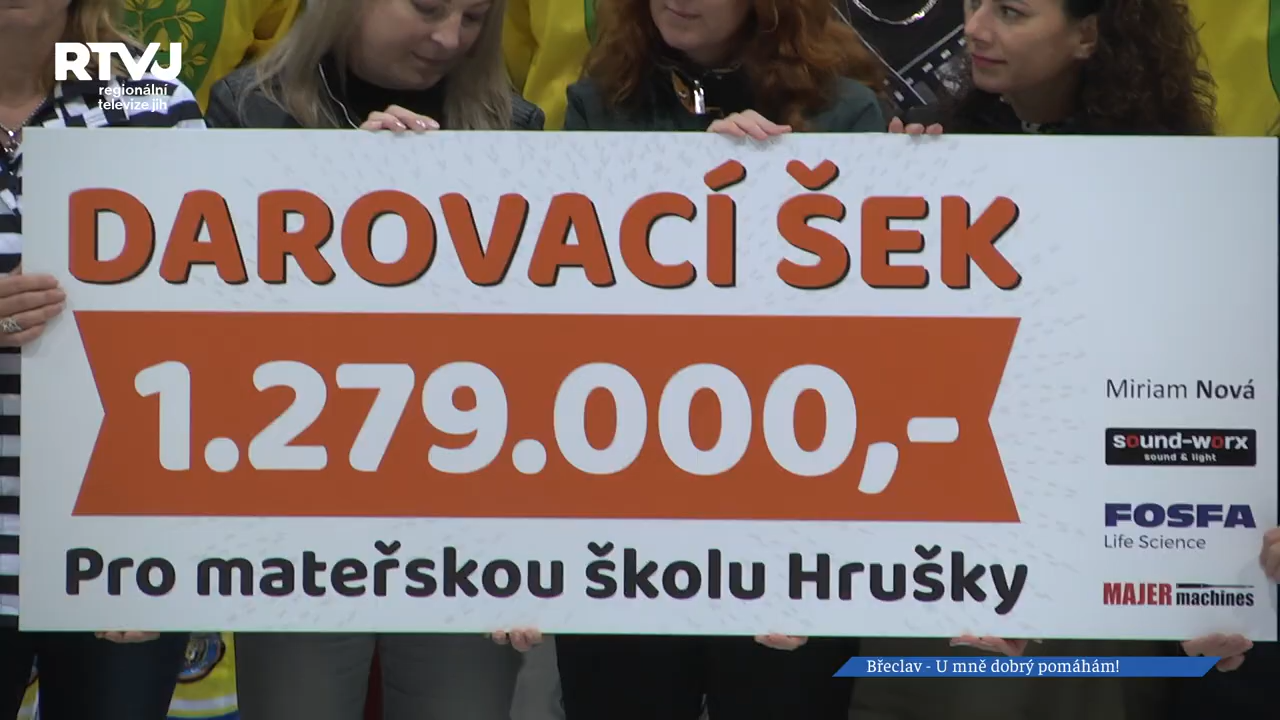 RTVJ
regionální
televize jih
DAROVACÍ ŠEK
1.279.000,-
Pro mateřskou školu Hrušky
Miriam Nová
sound-worx
sound & light
FOSFA
Life Science
MAJER machines
Břeclav - U mně dobrý pomáhám!